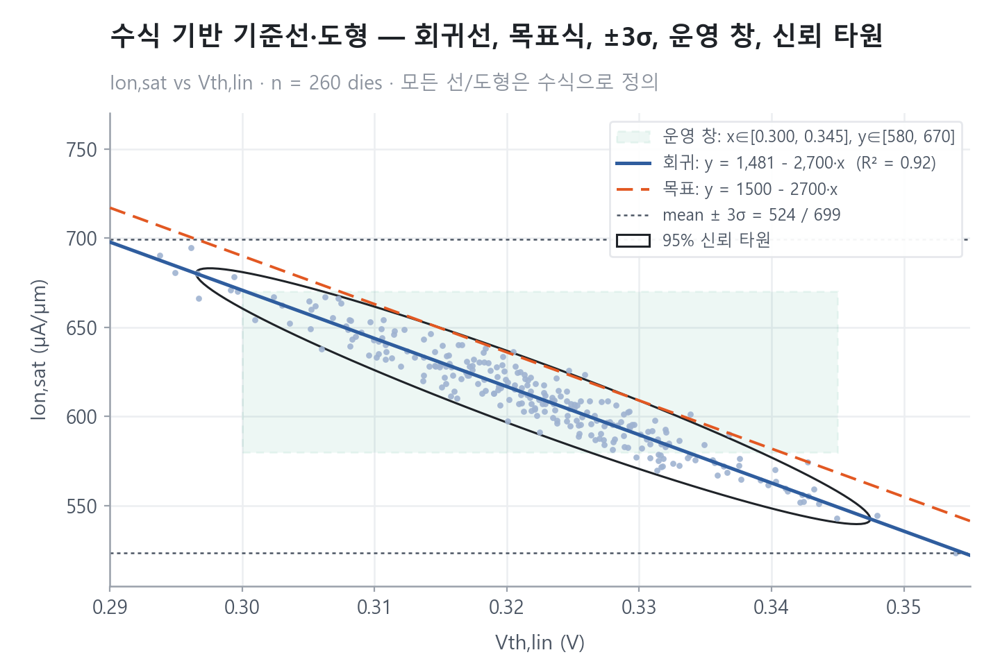 수식 기반 기준선·도형 — 회귀선, 목표식, ±3σ, 운영 창, 신뢰 타원
Ion,sat vs Vth,lin · n = 260 dies · 모든 선/도형은 수식으로 정의
운영 창: x∈[0.300, 0.345], y∈[580, 670]
회귀: y = 1,481 - 2,700·x (R² = 0.92)
목표: y = 1500 - 2700·x
mean ± 3σ = 524 / 699
95% 신뢰 타원
Ion,sat (μA/μm)
750
700
650
600
550
0.29 0.30 0.31 0.32 0.33 0.34 0.35
Vth,lin (V)